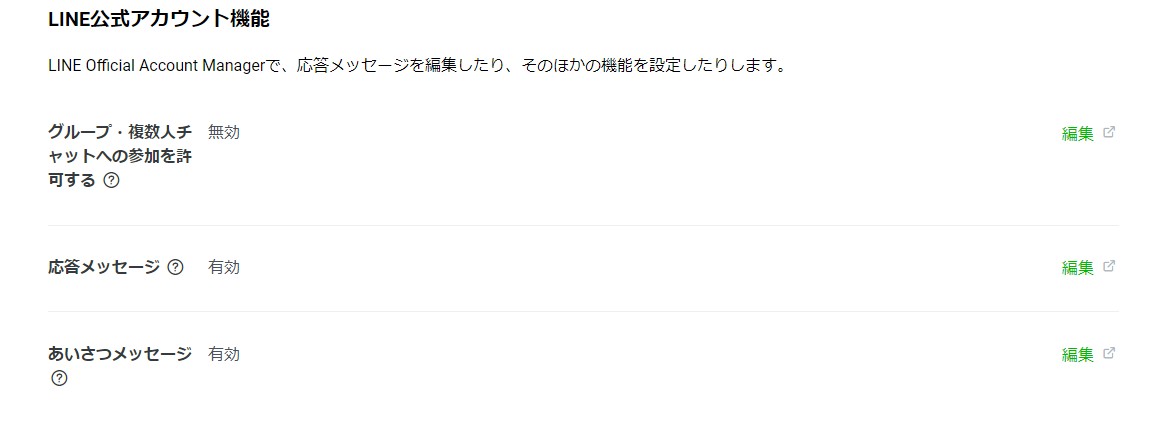 LINE公式アカウント機能
LINE Official Account Managerで、応答メッセージを編集したり、そのほかの機能を設定したりします。
グループ・複数人チ 無効 編集
ャットへの参加を許
可する ?
応答メッセージ ? 有効 編集
あいさつメッセージ 有効 編集
?